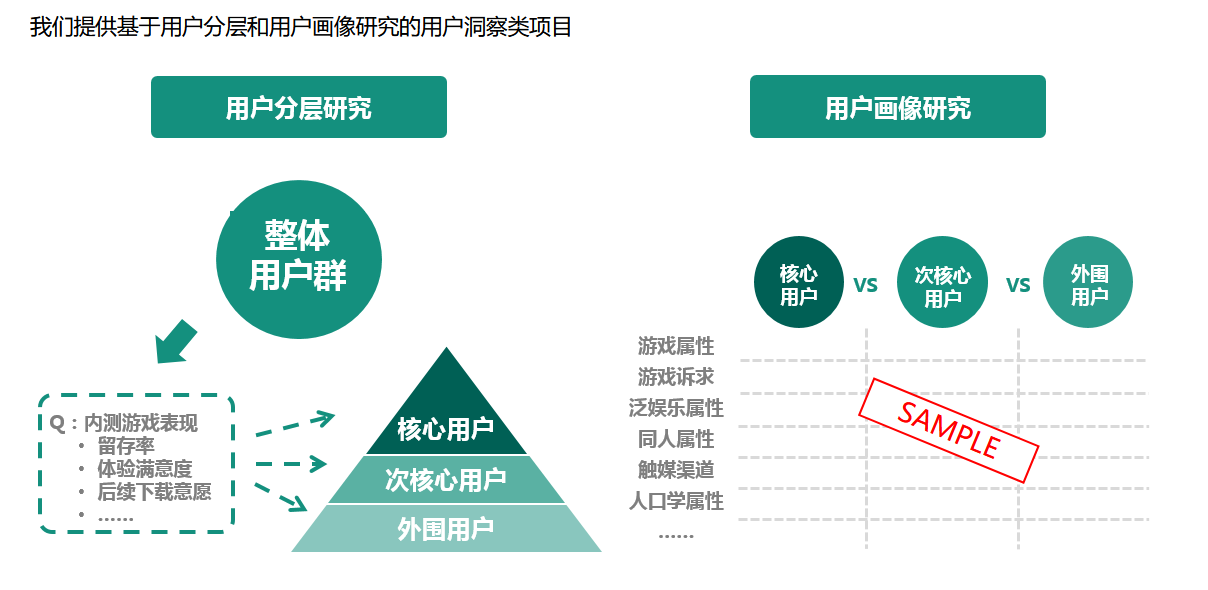 我们提供基于用户分层和用户画像研究的用户洞察类项目
用户分层研究
整体
用户群
Q：内测游戏表现
• 留存率
• 体验满意度
• 后续下载意愿
• ......
核心用户
次核心用户
外围用户
用户画像研究
核心
用户
VS
次核心
用户
VS
外围
用户
游戏属性
游戏诉求
泛娱乐属性
同人属性
触媒渠道
人口学属性
......
SAMPLE